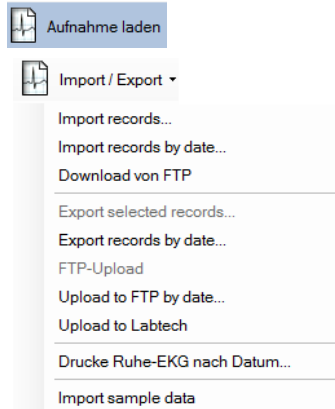 Aufnahme laden
Import / Export
Import records...
Import records by date...
Download von FTP
Export selected records...
Export records by date...
FTP-Upload
Upload to FTP by date...
Upload to Labtech
Drucke Ruhe-EKG nach Datum...
Import sample data